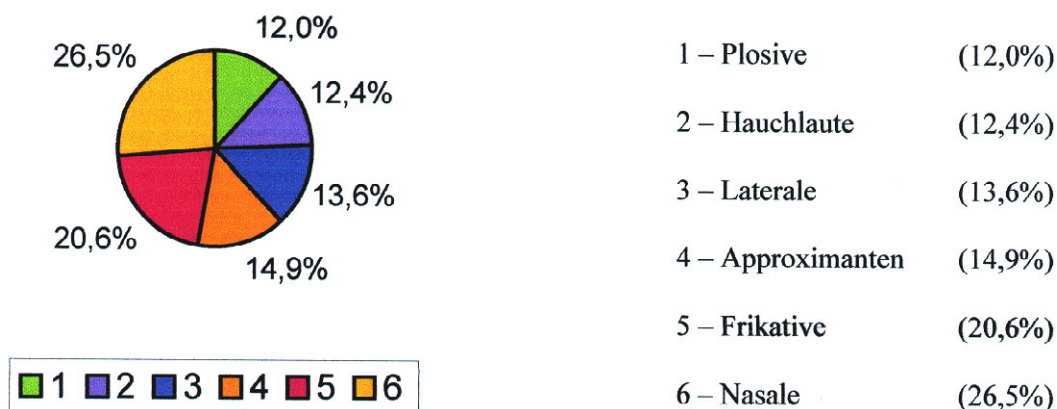 12,0%
12,4%
13,6%
14,9%
20,6%
26,5%
1 2 3 4 5 6
1 – Plosive (12,0%)
2 – Hauchlaute (12,4%)
3 – Laterale (13,6%)
4 – Approximanten (14,9%)
5 – Frikative (20,6%)
6 – Nasale (26,5%)